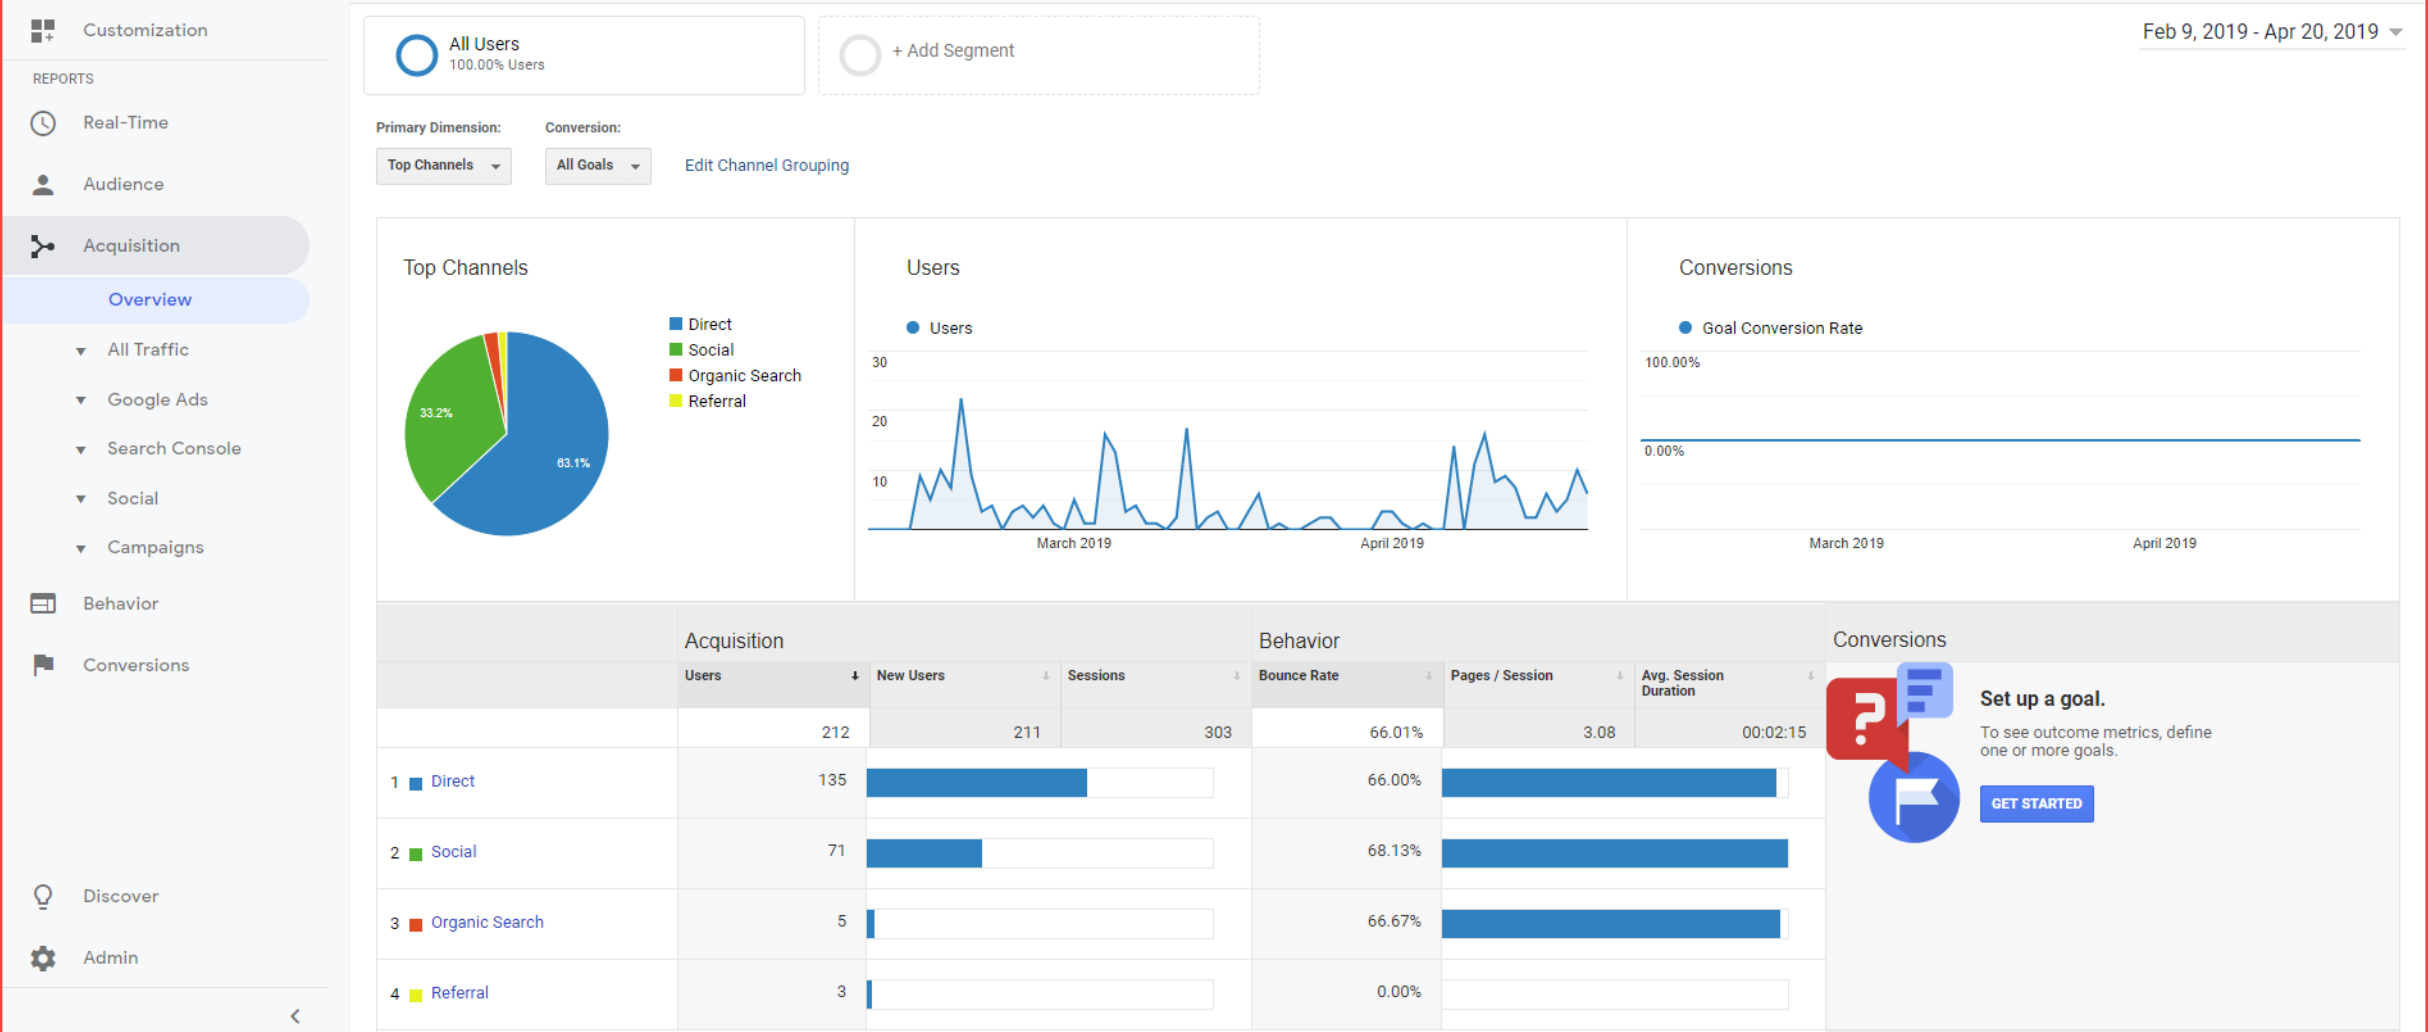 Customization
REPORTS
Real-Time
Audience
Acquisition
Overview
All Traffic
Google Ads
Search Console
Social
Campaigns
Behavior
Conversions
Discover
Admin
All Users
100.00% Users
+ Add Segment
Feb 9, 2019 - Apr 20, 2019
Primary Dimension:
Conversion:
Top Channels
All Goals
Edit Channel Grouping
Top Channels
Direct
Social
Organic Search
Referral
33.2%
63.1%
Users
Users
30
20
10
March 2019
April 2019
Conversions
Goal Conversion Rate
100.00%
0.00%
March 2019
April 2019
Acquisition
Behavior
Conversions
Users
New Users
Sessions
Bounce Rate
Pages / Session
Avg. Session
Duration
212
211
303
66.01%
3.08
00:02:15
1 Direct
135
66.00%
2 Social
71
68.13%
3 Organic Search
5
66.67%
4 Referral
3
0.00%
?
Set up a goal.
To see outcome metrics, define
one or more goals.
GET STARTED